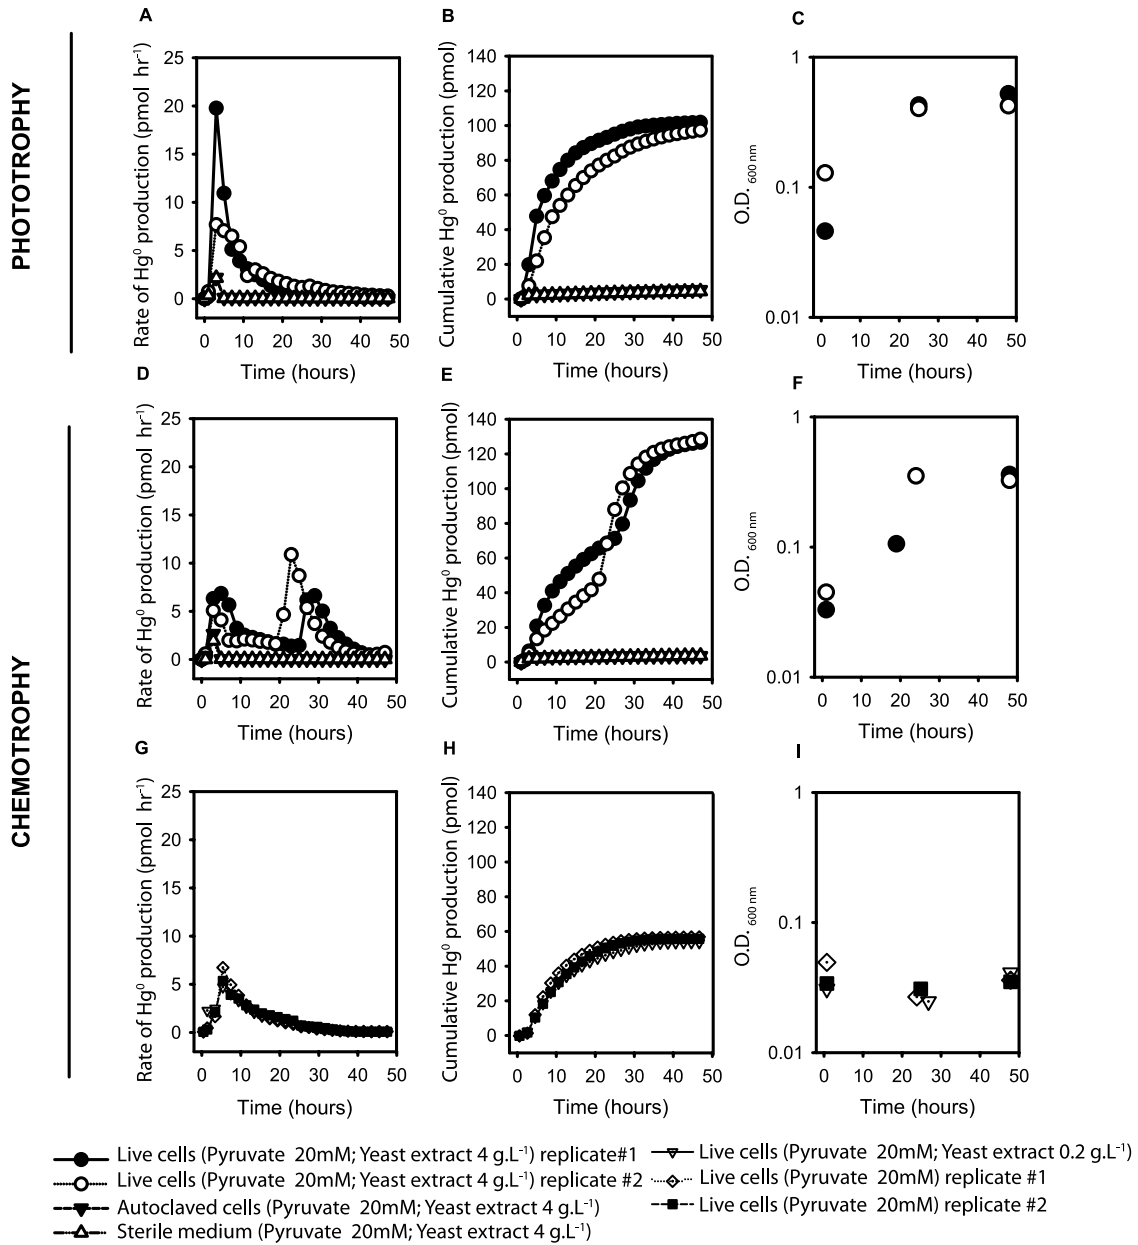 A
B
C
PHOTOTROPHY
Rate of Hg⁰ production (pmol hr⁻¹)
25
20
15
10
5
0
0 10 20 30 40 50
Time (hours)
Cumulative Hg⁰ production (pmol)
140
120
100
80
60
40
20
0
0 10 20 30 40 50
Time (hours)
O.D. 600 nm
1
0.1
0.01
0 10 20 30 40 50
Time (hours)
D
E
F
CHEMOTROPHY
Rate of Hg⁰ production (pmol hr⁻¹)
25
20
15
10
5
0
0 10 20 30 40 50
Time (hours)
Cumulative Hg⁰ production (pmol)
140
120
100
80
60
40
20
0
0 10 20 30 40 50
Time (hours)
O.D. 600 nm
1
0.1
0.01
0 10 20 30 40 50
Time (hours)
G
H
I
Rate of Hg⁰ production (pmol hr⁻¹)
25
20
15
10
5
0
0 10 20 30 40 50
Time (hours)
Cumulative Hg⁰ production (pmol)
140
120
100
80
60
40
20
0
0 10 20 30 40 50
Time (hours)
O.D. 600 nm
1
0.1
0.01
0 10 20 30 40 50
Time (hours)
Live cells (Pyruvate 20mM; Yeast extract 4 g.L⁻¹) replicate#1
Live cells (Pyruvate 20mM; Yeast extract 4 g.L⁻¹) replicate #2
Autoclaved cells (Pyruvate 20mM; Yeast extract 4 g.L⁻¹)
Sterile medium (Pyruvate 20mM; Yeast extract 4 g.L⁻¹)
Live cells (Pyruvate 20mM; Yeast extract 0.2 g.L⁻¹)
Live cells (Pyruvate 20mM) replicate #1
Live cells (Pyruvate 20mM) replicate #2